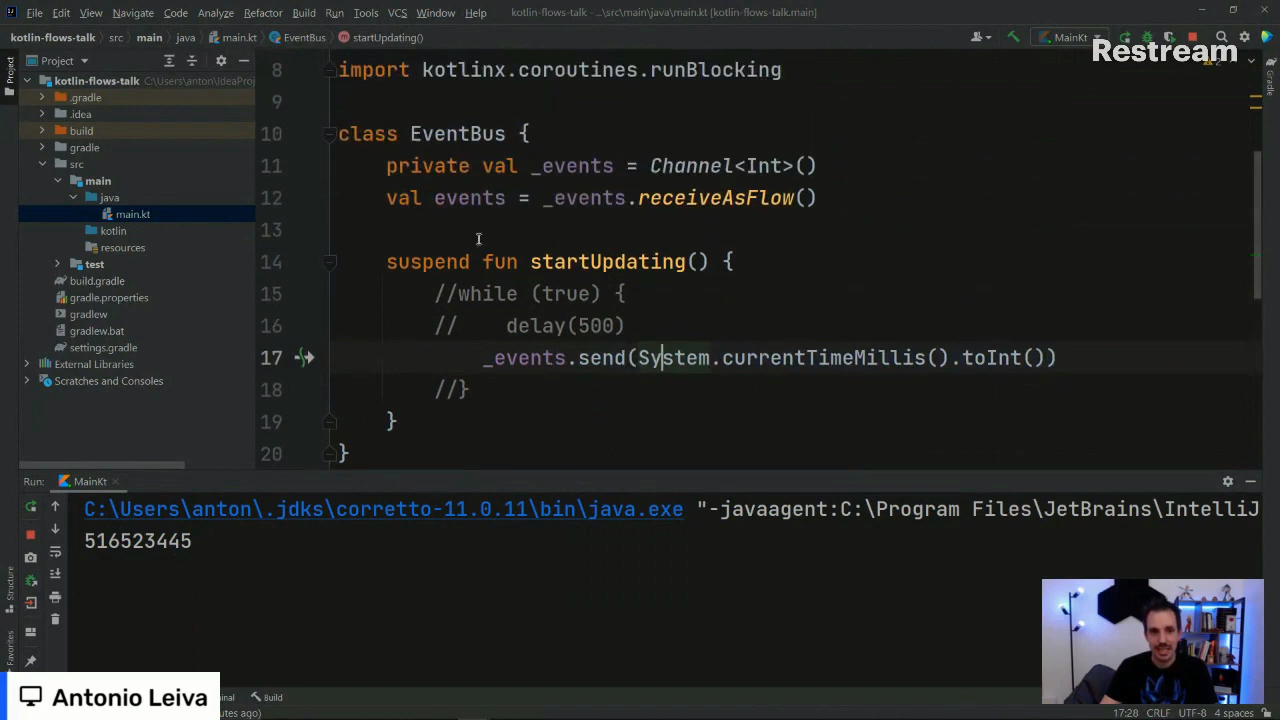 File Edit View Navigate Code Analyze Refactor Build Run Tools VCS Window Help kotlin-flows-talk - ...\src\main\java\main.kt [kotlin-flows-talk.main]
kotlin-flows-talk src main java main.kt EventBus startUpdating() MainKt
Restream
Project
Project
kotlin-flows-talk C:\Users\anton\IdeaProj
.gradle
.idea
build
gradle
src
main
java
main.kt
kotlin
resources
test
build.gradle
gradle.properties
gradlew
gradlew.bat
settings.gradle
External Libraries
Scratches and Consoles
8 import kotlinx.coroutines.runBlocking
9
10 class EventBus {
11 private val _events = Channel<Int>()
12 val events = _events.receiveAsFlow()
13
14 suspend fun startUpdating() {
15 //while (true) {
16 // delay(500)
17 _events.send(System.currentTimeMillis().toInt())
18 //}
19 }
20 }
Gradle
Run: MainKt
C:\Users\anton\.jdks\corretto-11.0.11\bin\java.exe "-javaagent:C:\Program Files\JetBrains\IntelliJ
516523445
Structure
Favorites
Antonio Leiva
Build
17:28 CRLF UTF-8 4 spaces